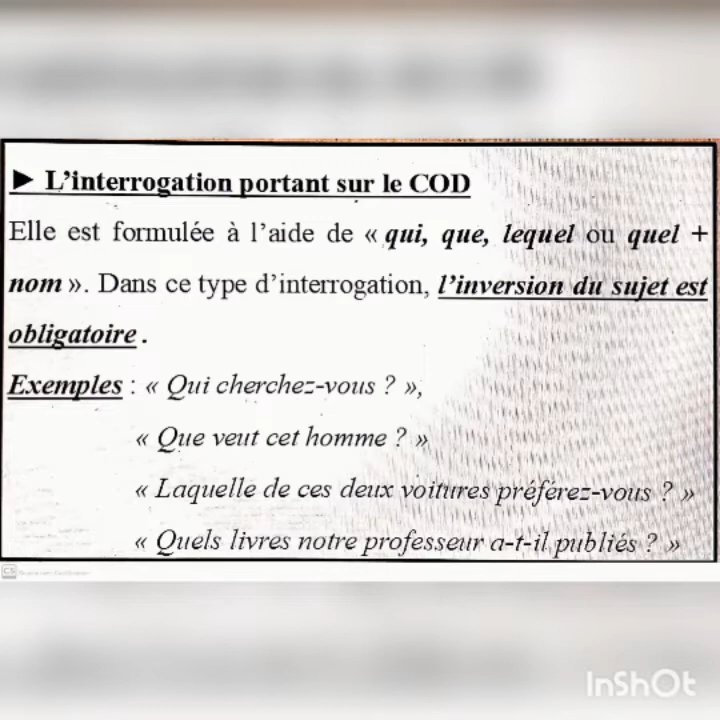 ► L'interrogation portant sur le COD
Elle est formulée à l'aide de « qui, que, lequel ou quel +
nom ». Dans ce type d'interrogation, l'inversion du sujet est
obligatoire.
Exemples : « Qui cherchez-vous ? »,
« Que veut cet homme ? »
« Laquelle de ces deux voitures préférez-vous ? »
« Quels livres notre professeur a-t-il publiés ? »
CS
InShOt